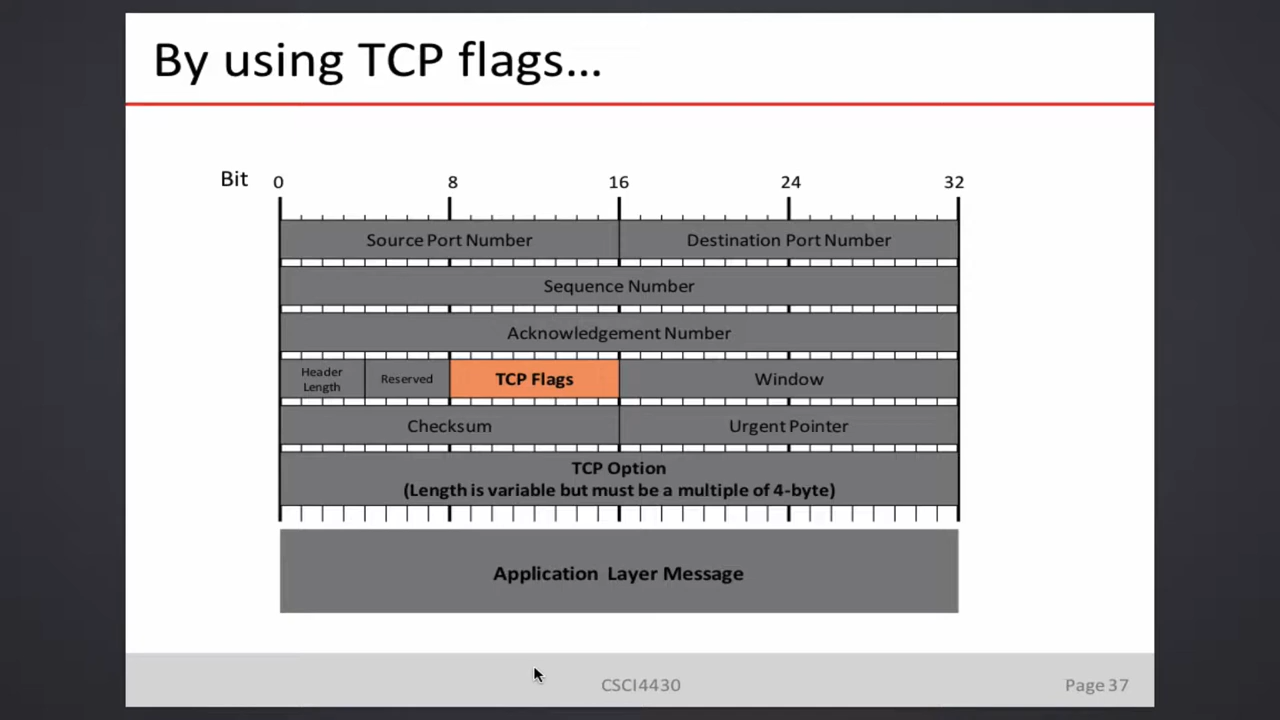 By using TCP flags...
Bit 0 8 16 24 32
Source Port Number Destination Port Number
Sequence Number
Acknowledgement Number
Header
Length
Reserved TCP Flags Window
Checksum Urgent Pointer
TCP Option
(Length is variable but must be a multiple of 4-byte)
Application Layer Message
CSCI4430 Page 37